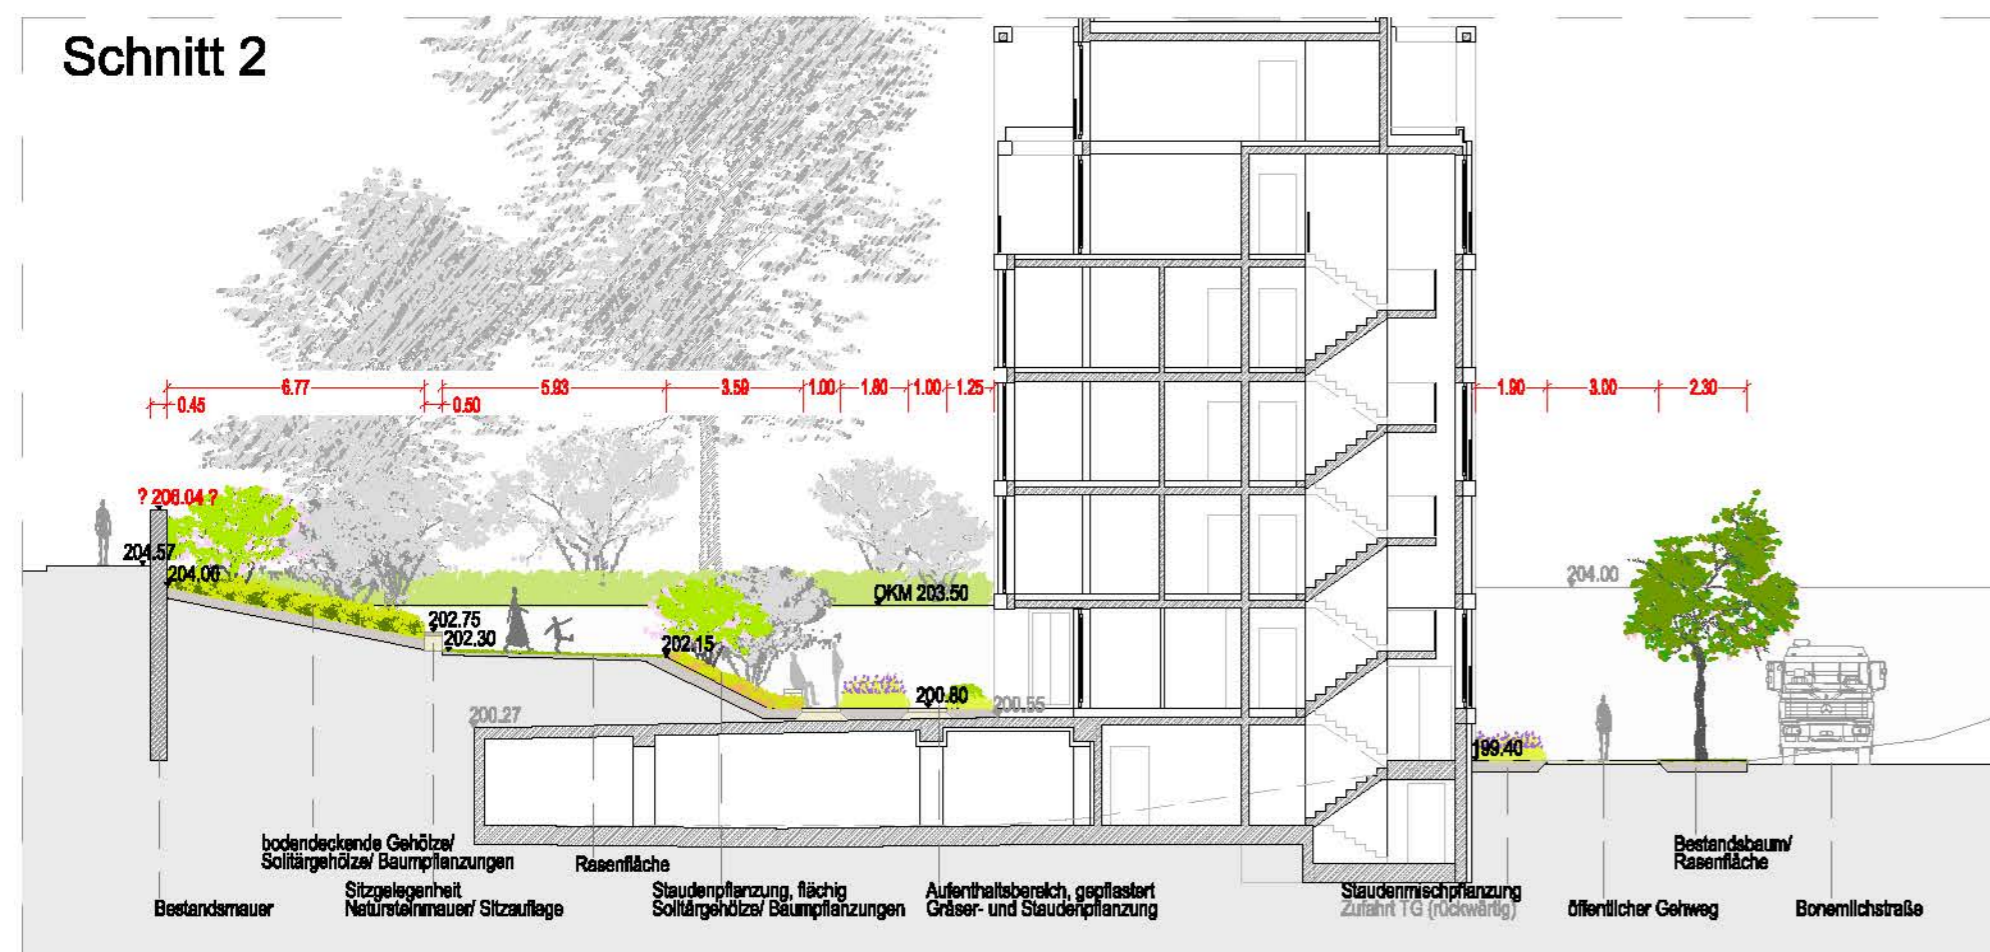 Schnitt 2
6.77
5.93
3.59
1.00
1.80
1.00
1.25
1.90
3.00
2.30
0.45
0.50
? 206.04 ?
204.57
204.00
OKM 203.50
204.00
202.75
202.30
202.15
200.80
200.55
200.27
199.40
bodendeckende Gehölze/
Solitärgehölze/ Baumpflanzungen
Rasenfläche
Bestandsbaum/
Rasenfläche
Sitzgelegenheit
Natursteinmauer/ Sitzauflage
Staudenpflanzung, flächig
Solitärgehölze/ Baumpflanzungen
Aufenthaltsbereich, gepflastert
Gräser- und Staudenpflanzung
Staudenmischpflanzung
Zufahrt TG (rückwärtig)
Bestandsmauer
öffentlicher Gehweg
Bonemilchstraße